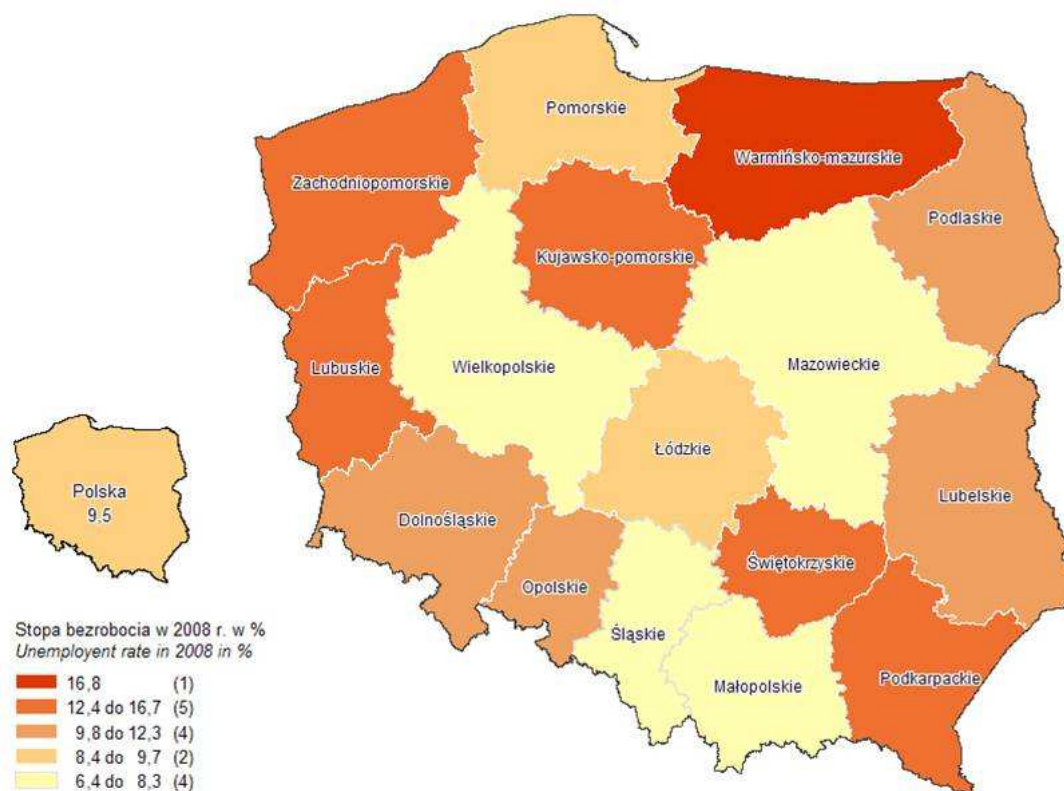 Pomorskie
Warmińsko-mazurskie
Zachodniopomorskie
Podlaskie
Kujawsko-pomorskie
Lubuskie
Wielkopolskie
Mazowieckie
Łódzkie
Polska
9,5
Lubelskie
Dolnośląskie
Świętokrzyskie
Opolskie
Śląskie
Podkarpackie
Małopolskie
Stopa bezrobocia w 2008 r. w %
Unemployent rate in 2008 in %
16,8 (1)
12,4 do 16,7 (5)
9,8 do 12,3 (4)
8,4 do 9,7 (2)
6,4 do 8,3 (4)